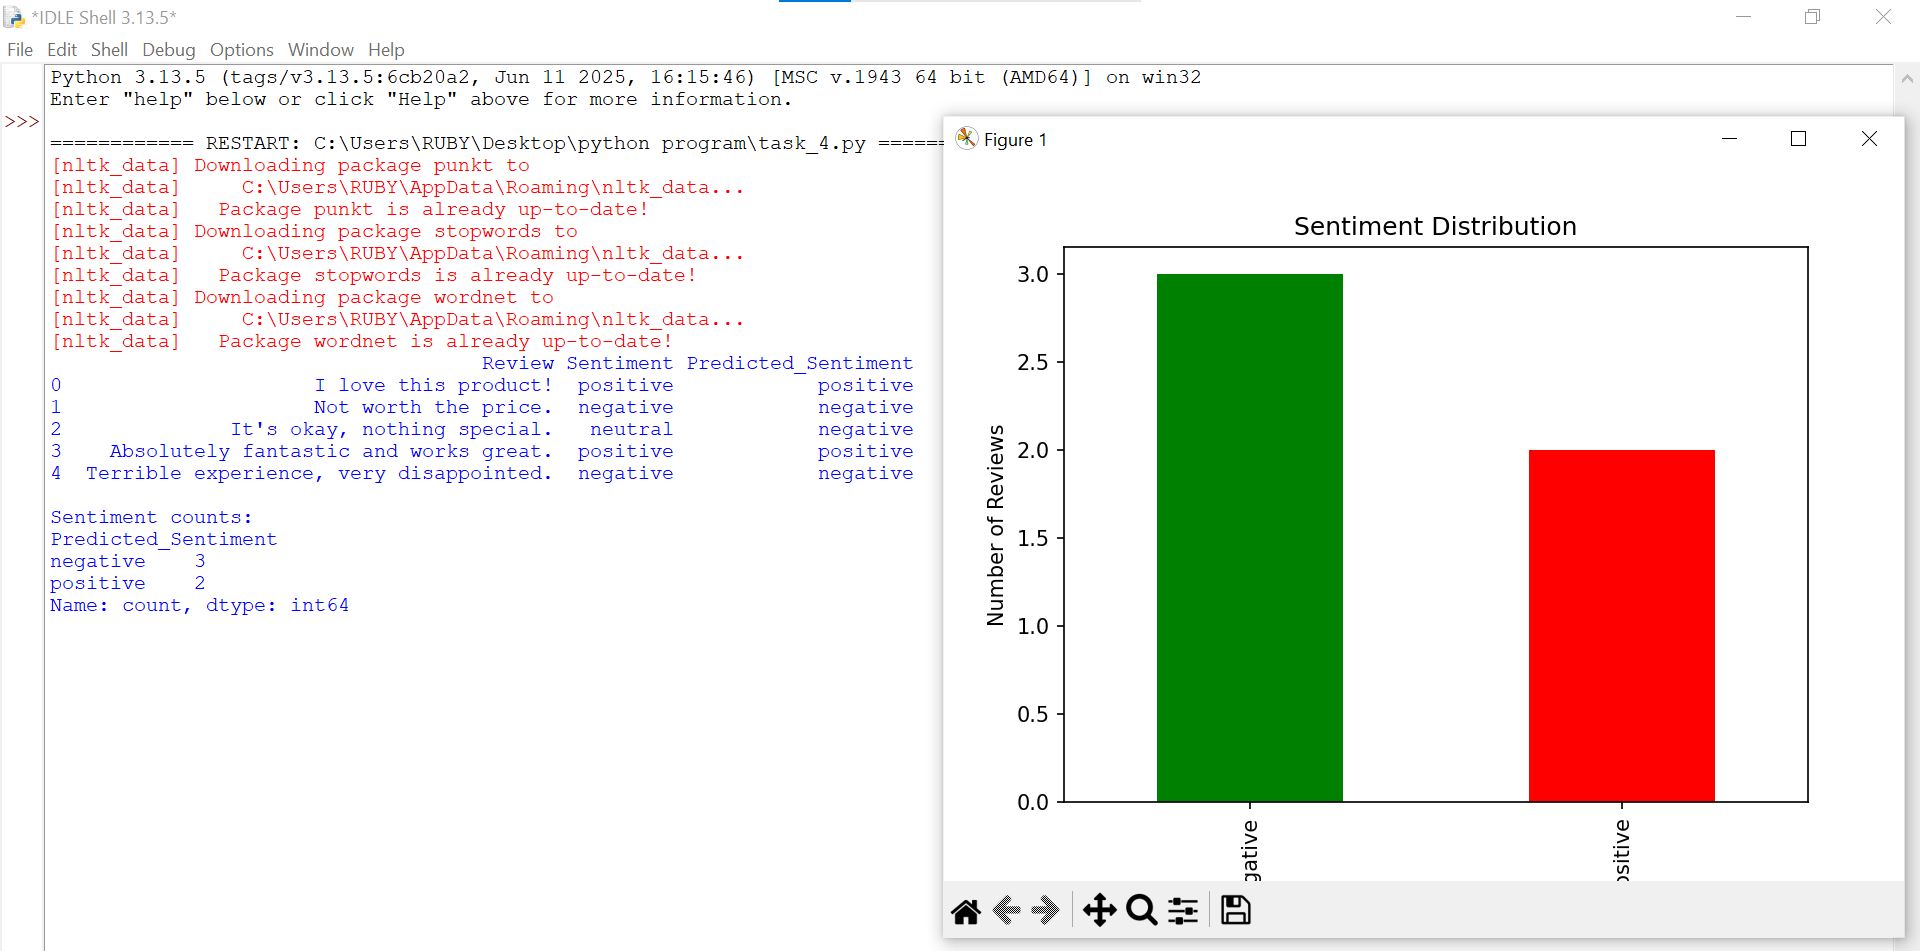 *IDLE Shell 3.13.5*
File Edit Shell Debug Options Window Help
Python 3.13.5 (tags/v3.13.5:6cb20a2, Jun 11 2025, 16:15:46) [MSC v.1943 64 bit (AMD64)] on win32
Enter "help" below or click "Help" above for more information.
>>>
============ RESTART: C:\Users\RUBY\Desktop\python program\task_4.py ======
[nltk_data] Downloading package punkt to
[nltk_data]     C:\Users\RUBY\AppData\Roaming\nltk_data...
[nltk_data]   Package punkt is already up-to-date!
[nltk_data] Downloading package stopwords to
[nltk_data]     C:\Users\RUBY\AppData\Roaming\nltk_data...
[nltk_data]   Package stopwords is already up-to-date!
[nltk_data] Downloading package wordnet to
[nltk_data]     C:\Users\RUBY\AppData\Roaming\nltk_data...
[nltk_data]   Package wordnet is already up-to-date!
Review Sentiment Predicted_Sentiment
0 I love this product! positive positive
1 Not worth the price. negative negative
2 It's okay, nothing special. neutral negative
3 Absolutely fantastic and works great. positive positive
4 Terrible experience, very disappointed. negative negative
Sentiment counts:
Predicted_Sentiment
negative 3
positive 2
Name: count, dtype: int64
Figure 1
Sentiment Distribution
Number of Reviews
3.0
2.5
2.0
1.5
1.0
0.5
0.0
gative
ositive